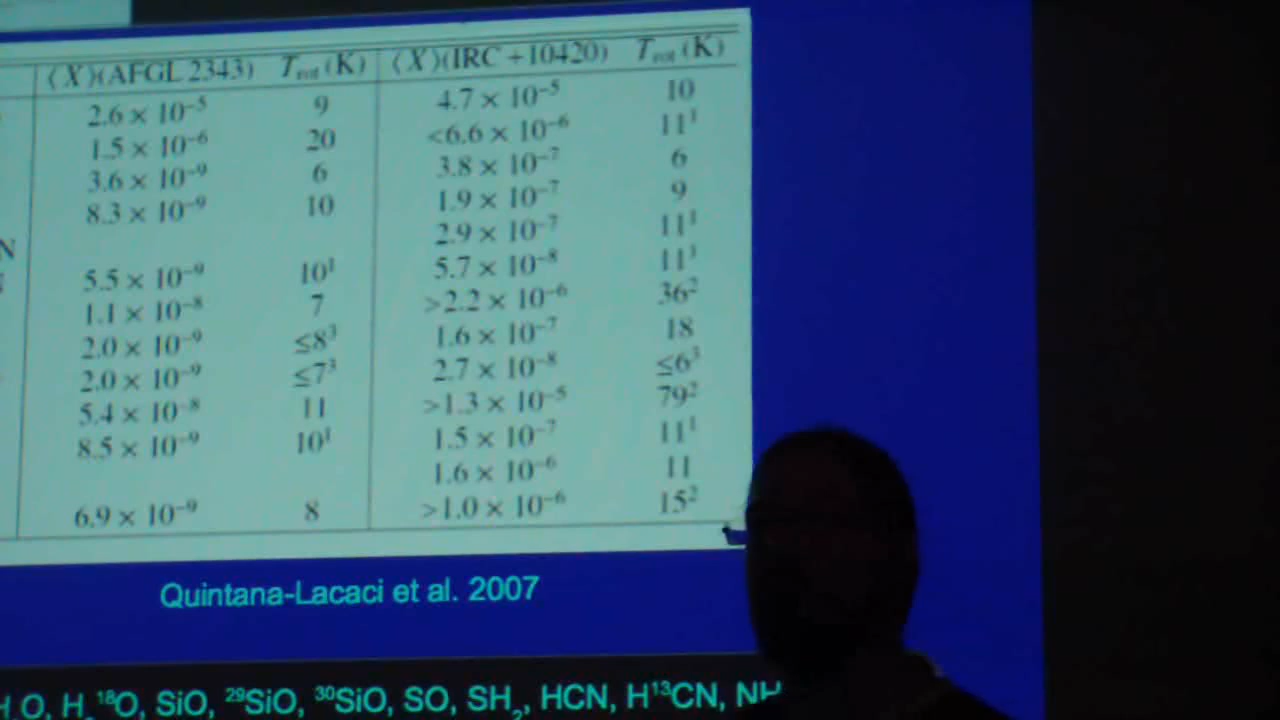 ⟨X⟩(AFGL 2343) T_rot (K) ⟨X⟩(IRC +10420) T_rot (K)
2.6 × 10⁻⁵ 9 4.7 × 10⁻⁵ 10
1.5 × 10⁻⁶ 20 <6.6 × 10⁻⁶ 11¹
3.6 × 10⁻⁹ 6 3.8 × 10⁻⁷ 6
8.3 × 10⁻⁹ 10 1.9 × 10⁻⁷ 9
N 2.9 × 10⁻⁷ 11¹
5.5 × 10⁻⁹ 10¹ 5.7 × 10⁻⁸ 11¹
1.1 × 10⁻⁸ 7 >2.2 × 10⁻⁶ 36²
2.0 × 10⁻⁹ ≤8³ 1.6 × 10⁻⁷ 18
2.0 × 10⁻⁹ ≤7³ 2.7 × 10⁻⁸ ≤6³
5.4 × 10⁻⁸ 11 >1.3 × 10⁻⁵ 79²
8.5 × 10⁻⁹ 10¹ 1.5 × 10⁻⁷ 11¹
1.6 × 10⁻⁶ 11
6.9 × 10⁻⁹ 8 >1.0 × 10⁻⁶ 15²
Quintana-Lacaci et al. 2007
O, H₂¹⁸O, SiO, ²⁹SiO, ³⁰SiO, SO, SH₂, HCN, H¹³CN,